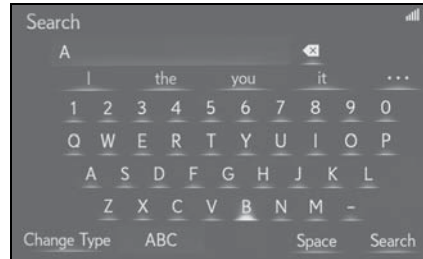 Search
A
I the you it ...
1 2 3 4 5 6 7 8 9 0
Q W E R T Y U I O P
A S D F G H J K L
Z X C V B N M -
Change Type ABC Space Search